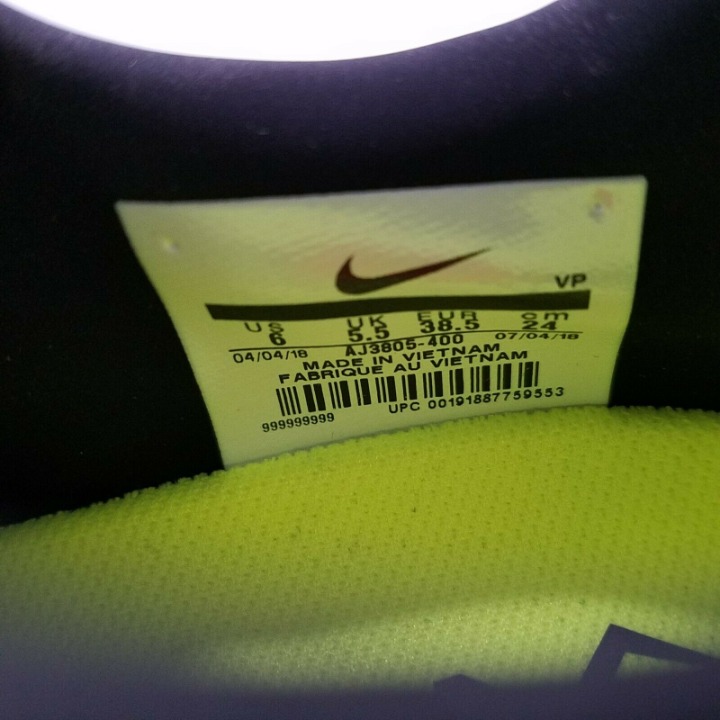 VP
US UK EUR cm
6 5.5 38.5 24
04/04/18 AJ3805-400 07/04/18
MADE IN VIETNAM
FABRIQUE AU VIETNAM
999999999 UPC 00191887759553